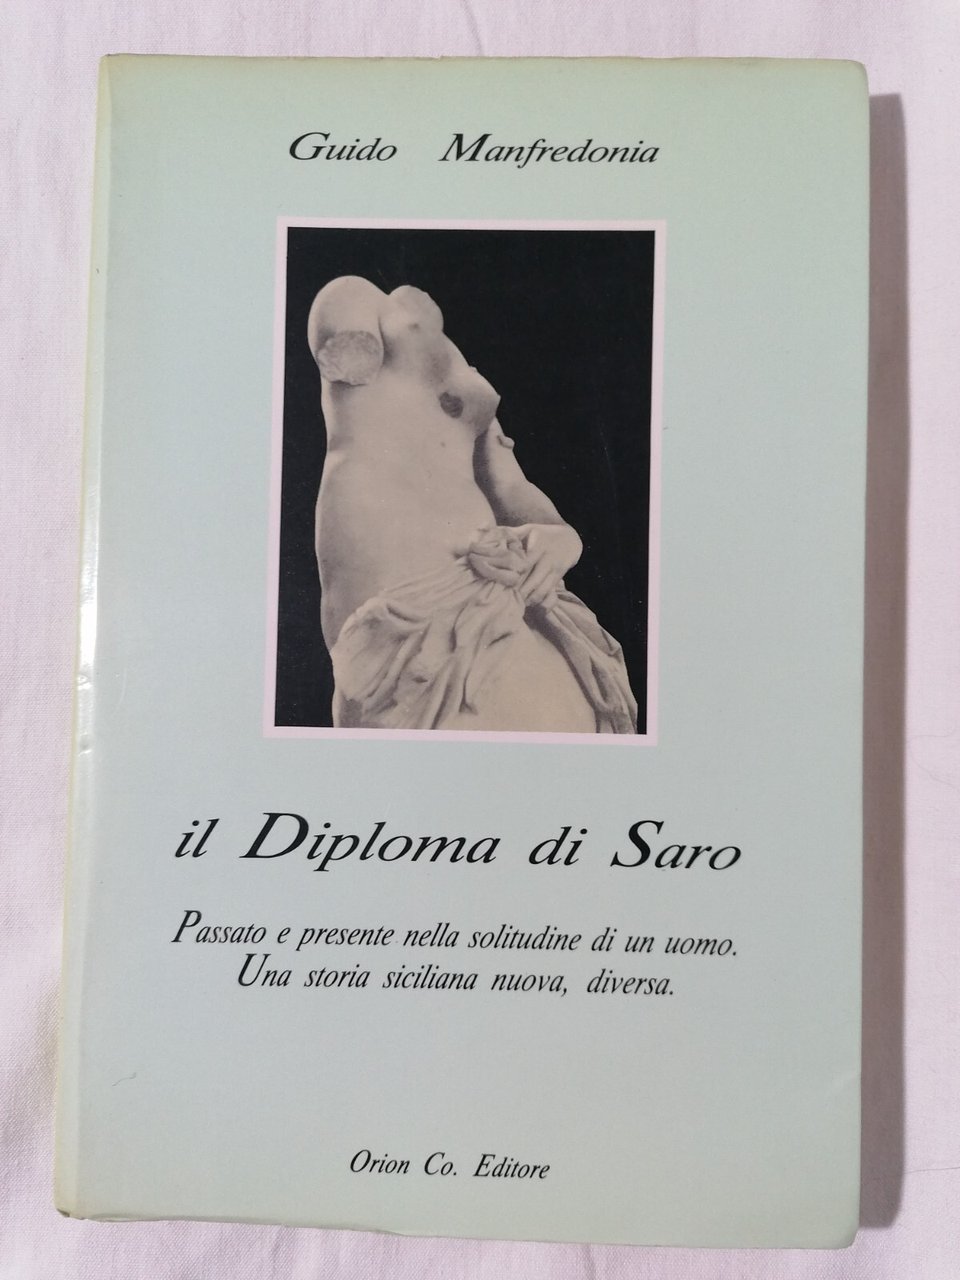 Guido Manfredonia
il Diploma di Saro
Passato e presente nella solitudine di un uomo.
Una storia siciliana nuova, diversa.
Orion Co. Editore